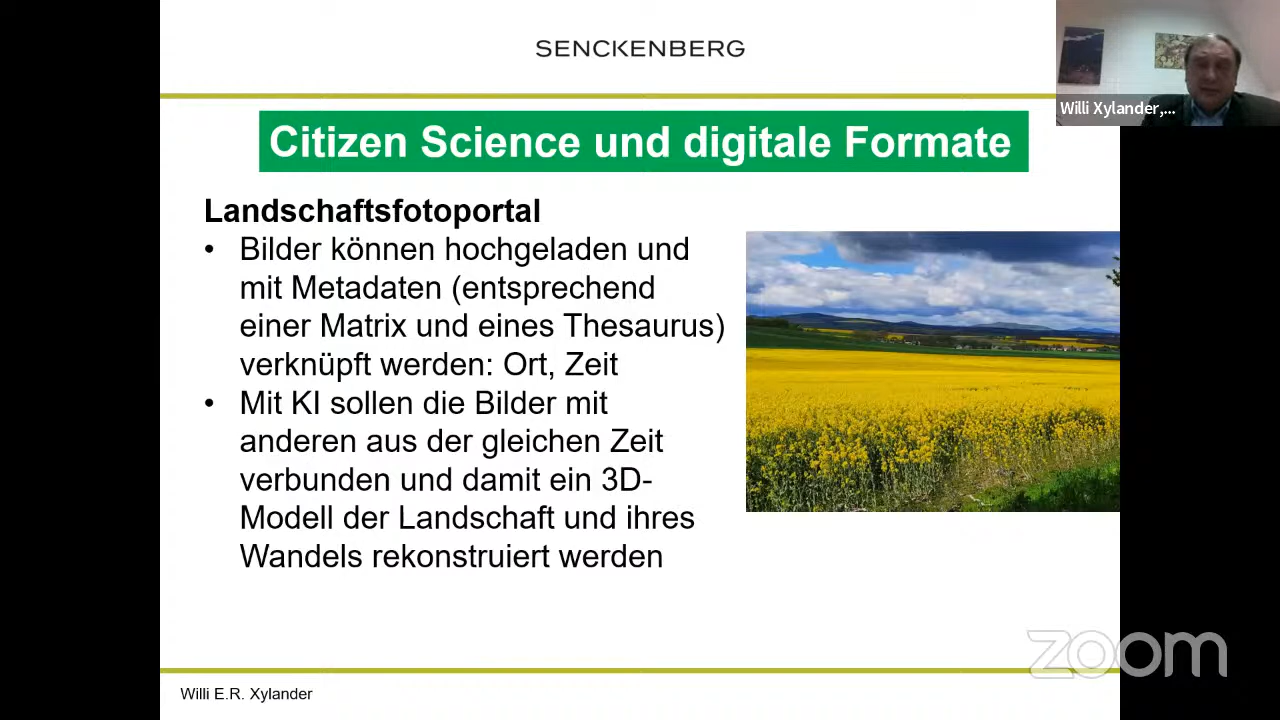 SENCKENBERG
Willi Xylander,...
Citizen Science und digitale Formate
Landschaftsfotoportal
• Bilder können hochgeladen und
mit Metadaten (entsprechend
einer Matrix und eines Thesaurus)
verknüpft werden: Ort, Zeit
• Mit KI sollen die Bilder mit
anderen aus der gleichen Zeit
verbunden und damit ein 3D-
Modell der Landschaft und ihres
Wandels rekonstruiert werden
zoom
Willi E.R. Xylander